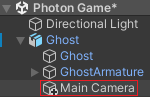 Photon Game*
Directional Light
Ghost
Ghost
GhostArmature
Main Camera